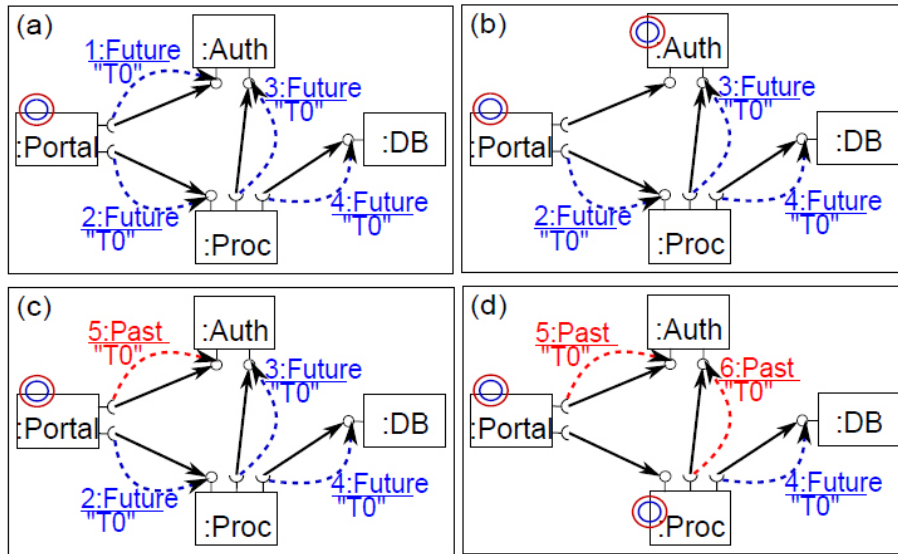 (a)
:Auth
1:Future
"T0"
3:Future
"T0"
:Portal
:DB
2:Future
"T0"
4:Future
"T0"
:Proc
(b)
:Auth
3:Future
"T0"
:Portal
:DB
2:Future
"T0"
4:Future
"T0"
:Proc
(c)
:Auth
5:Past
"T0"
3:Future
"T0"
:Portal
:DB
2:Future
"T0"
4:Future
"T0"
:Proc
(d)
:Auth
5:Past
"T0"
6:Past
"T0"
:Portal
:DB
4:Future
"T0"
:Proc